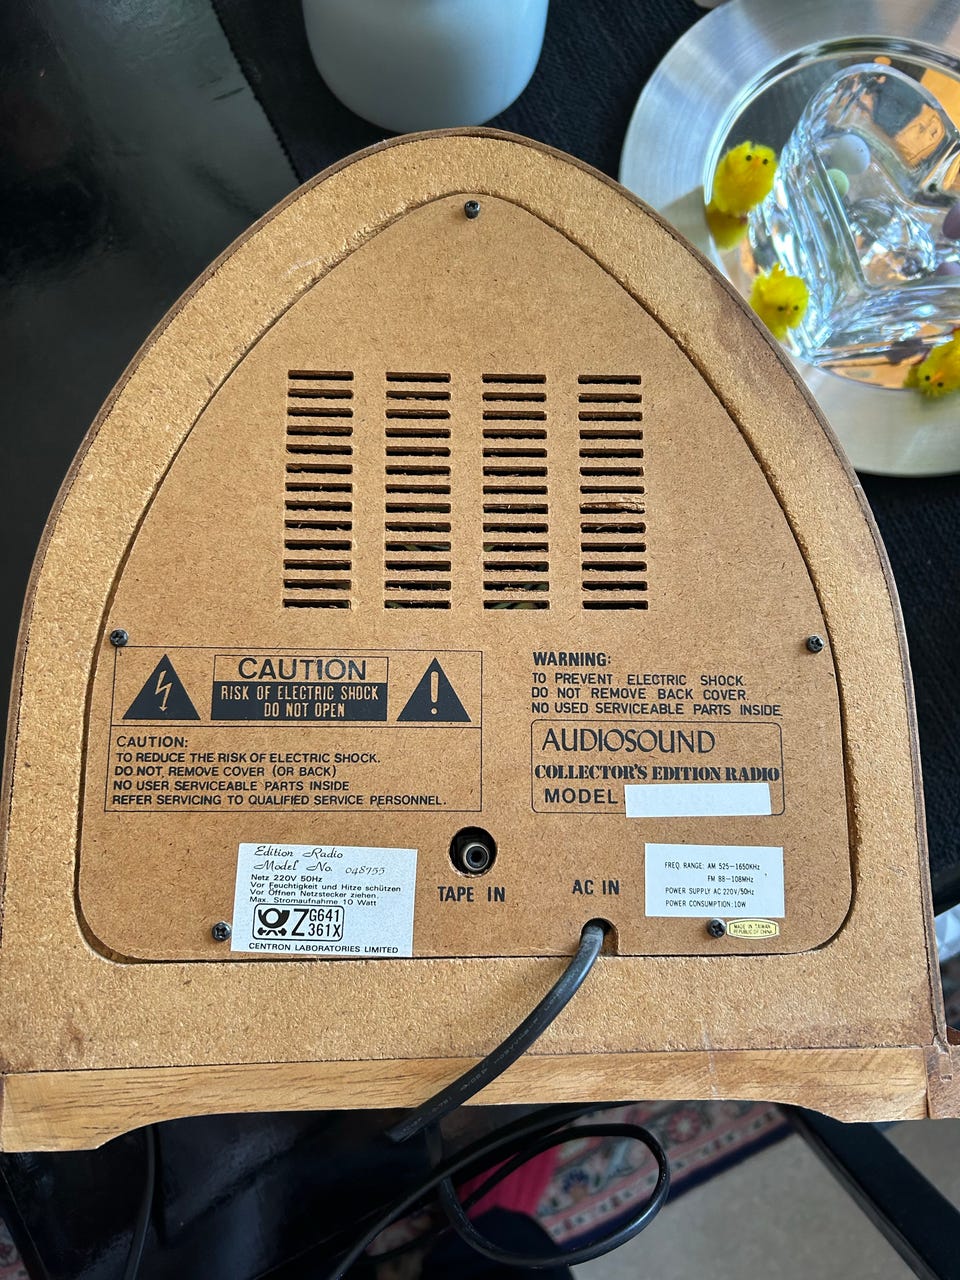 CAUTION
RISK OF ELECTRIC SHOCK
DO NOT OPEN
CAUTION:
TO REDUCE THE RISK OF ELECTRIC SHOCK.
DO NOT REMOVE COVER (OR BACK)
NO USER SERVICEABLE PARTS INSIDE
REFER SERVICING TO QUALIFIED SERVICE PERSONNEL.
WARNING:
TO PREVENT ELECTRIC SHOCK.
DO NOT REMOVE BACK COVER.
NO USED SERVICEABLE PARTS INSIDE.
AUDIOSOUND
COLLECTOR'S EDITION RADIO
MODEL
Edition Radio
Model No. 048755
Netz 220V 50Hz
Vor Feuchtigkeit und Hitze schützen
Vor Öffnen Netzstecker ziehen.
Max. Stromaufnahme 10 Watt
Z G641
361X
CENTRON LABORATORIES LIMITED
TAPE IN
AC IN
FREQ. RANGE: AM 525–1650KHz
FM 88–108MHz
POWER SUPPLY AC 220V/50Hz
POWER CONSUMPTION: 10W
MADE IN TAIWAN
REPUBLIC OF CHINA